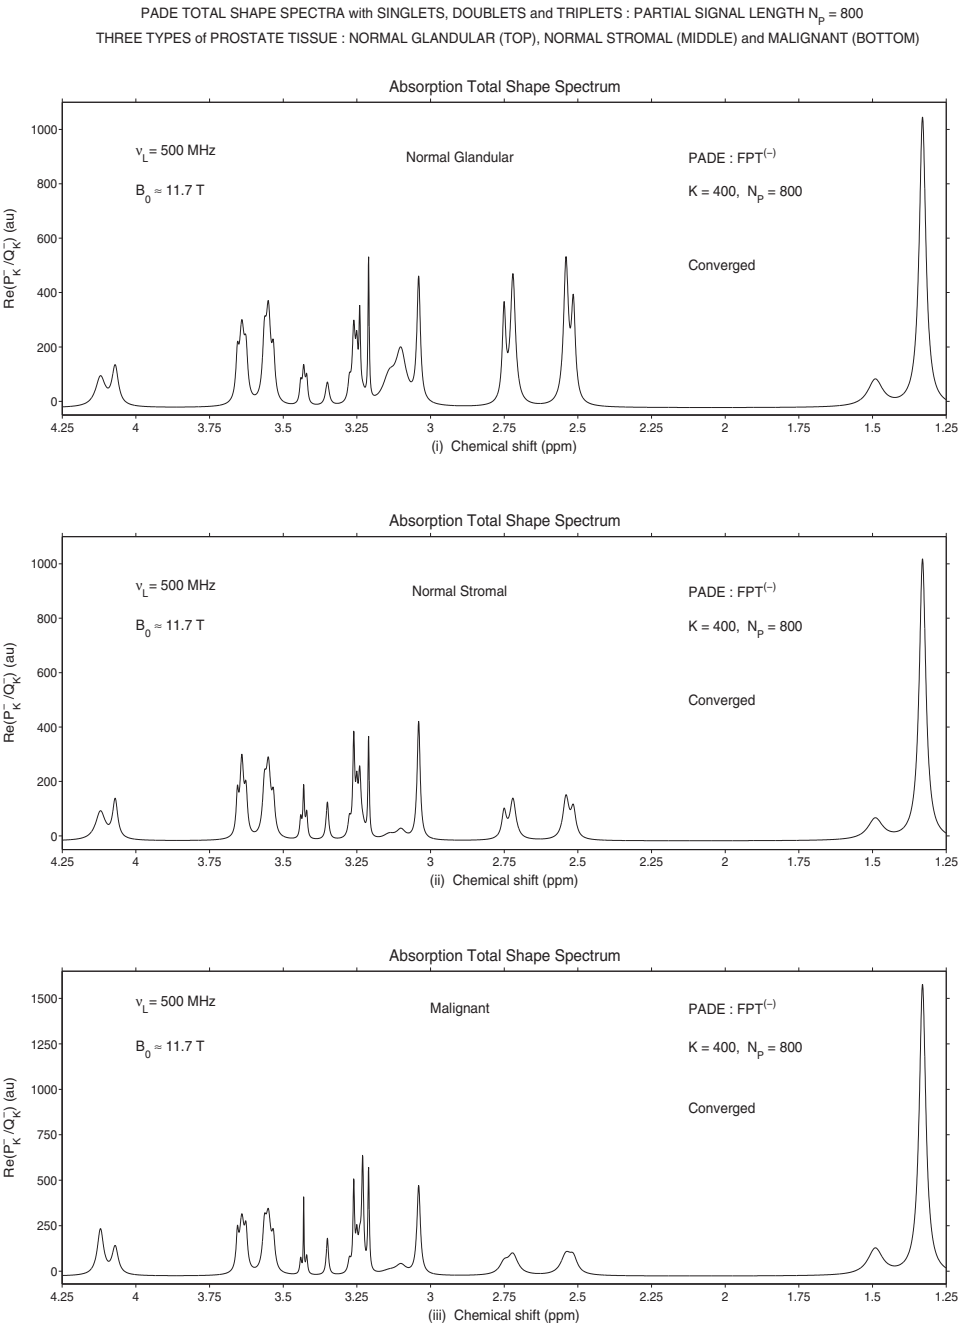 PADE TOTAL SHAPE SPECTRA with SINGLETS, DOUBLETS and TRIPLETS : PARTIAL SIGNAL LENGTH N_P = 800
THREE TYPES of PROSTATE TISSUE : NORMAL GLANDULAR (TOP), NORMAL STROMAL (MIDDLE) and MALIGNANT (BOTTOM)
Absorption Total Shape Spectrum
ν_L = 500 MHz
Normal Glandular
PADE : FPT^(−)
B_0 ≈ 11.7 T
K = 400, N_P = 800
Converged
Re(P_K^−/Q_K^−) (au)
1000
800
600
400
200
0
4.25 4 3.75 3.5 3.25 3 2.75 2.5 2.25 2 1.75 1.5 1.25
(i) Chemical shift (ppm)
Absorption Total Shape Spectrum
ν_L = 500 MHz
Normal Stromal
PADE : FPT^(−)
B_0 ≈ 11.7 T
K = 400, N_P = 800
Converged
Re(P_K^−/Q_K^−) (au)
1000
800
600
400
200
0
4.25 4 3.75 3.5 3.25 3 2.75 2.5 2.25 2 1.75 1.5 1.25
(ii) Chemical shift (ppm)
Absorption Total Shape Spectrum
ν_L = 500 MHz
Malignant
PADE : FPT^(−)
B_0 ≈ 11.7 T
K = 400, N_P = 800
Converged
Re(P_K^−/Q_K^−) (au)
1500
1250
1000
750
500
250
0
4.25 4 3.75 3.5 3.25 3 2.75 2.5 2.25 2 1.75 1.5 1.25
(iii) Chemical shift (ppm)